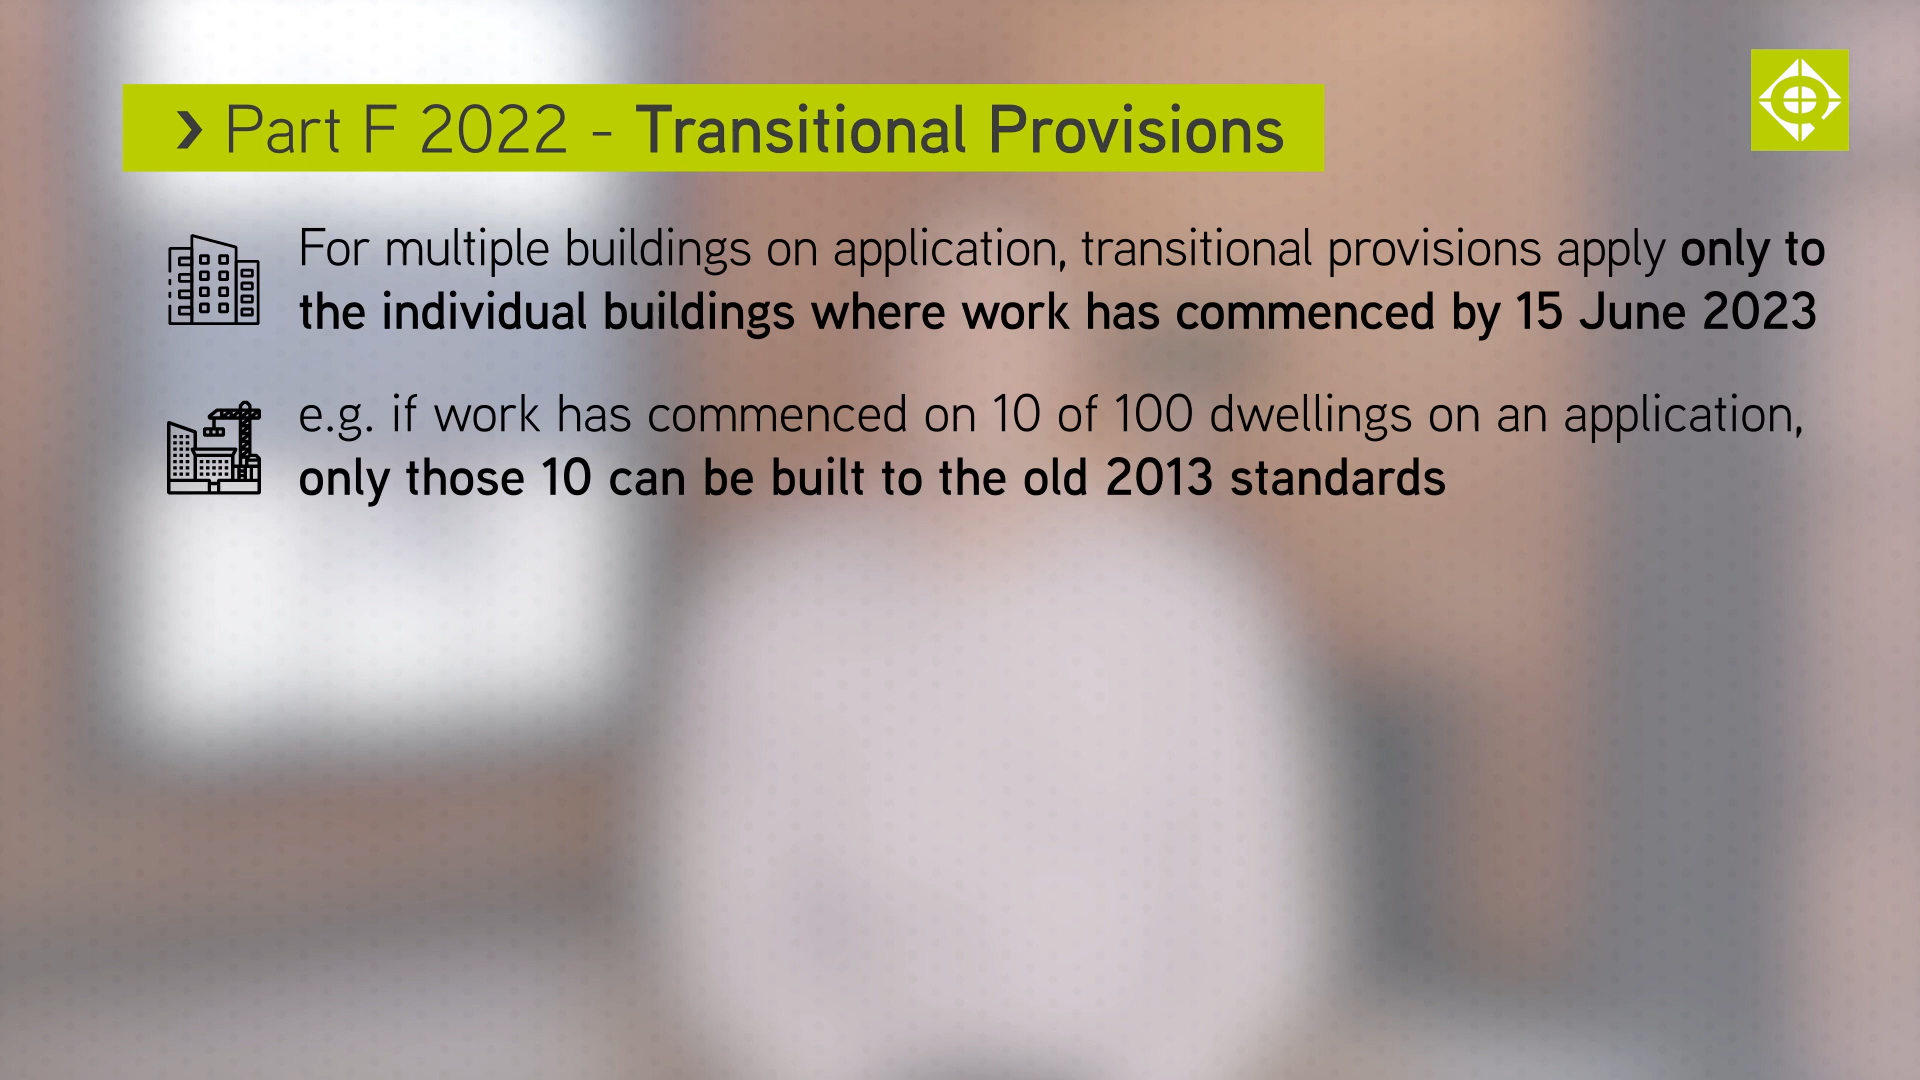 Part F 2022 - Transitional Provisions
For multiple buildings on application, transitional provisions apply only to
the individual buildings where work has commenced by 15 June 2023
e.g. if work has commenced on 10 of 100 dwellings on an application,
only those 10 can be built to the old 2013 standards